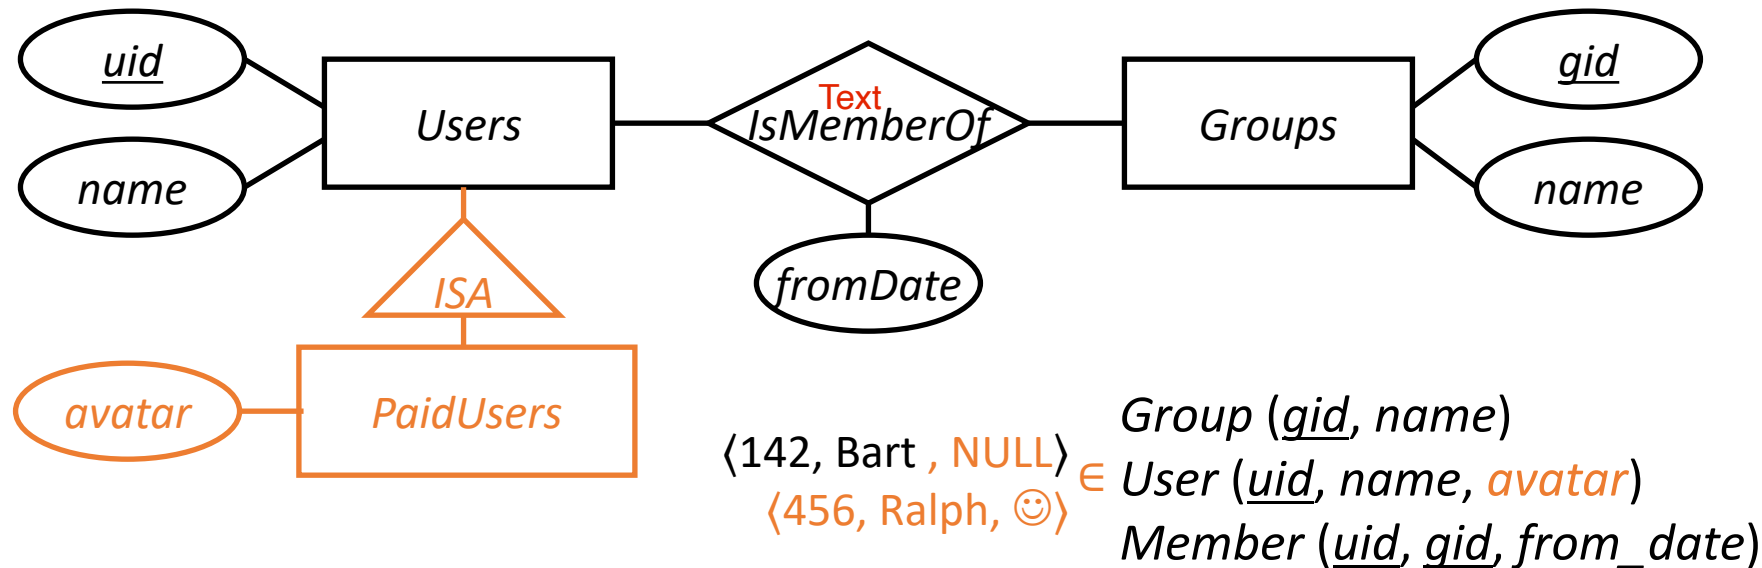 uid
name
Users
Text
IsMemberOf
fromDate
Groups
gid
name
ISA
avatar
PaidUsers
⟨142, Bart , NULL⟩
⟨456, Ralph, ☺⟩
∈
Group (gid, name)
User (uid, name, avatar)
Member (uid, gid, from_date)